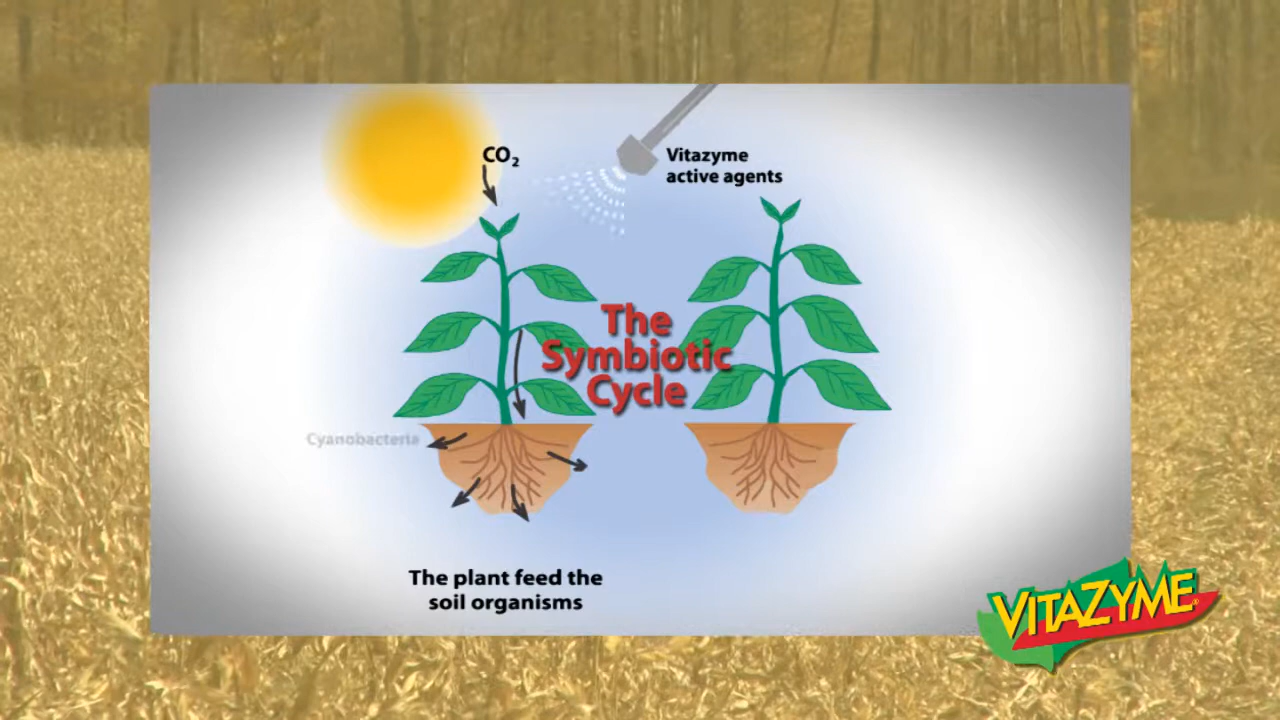 CO₂
Vitazyme
active agents
The
Symbiotic
Cycle
Cyanobacteria
The plant feed the
soil organisms
VITAZYME®